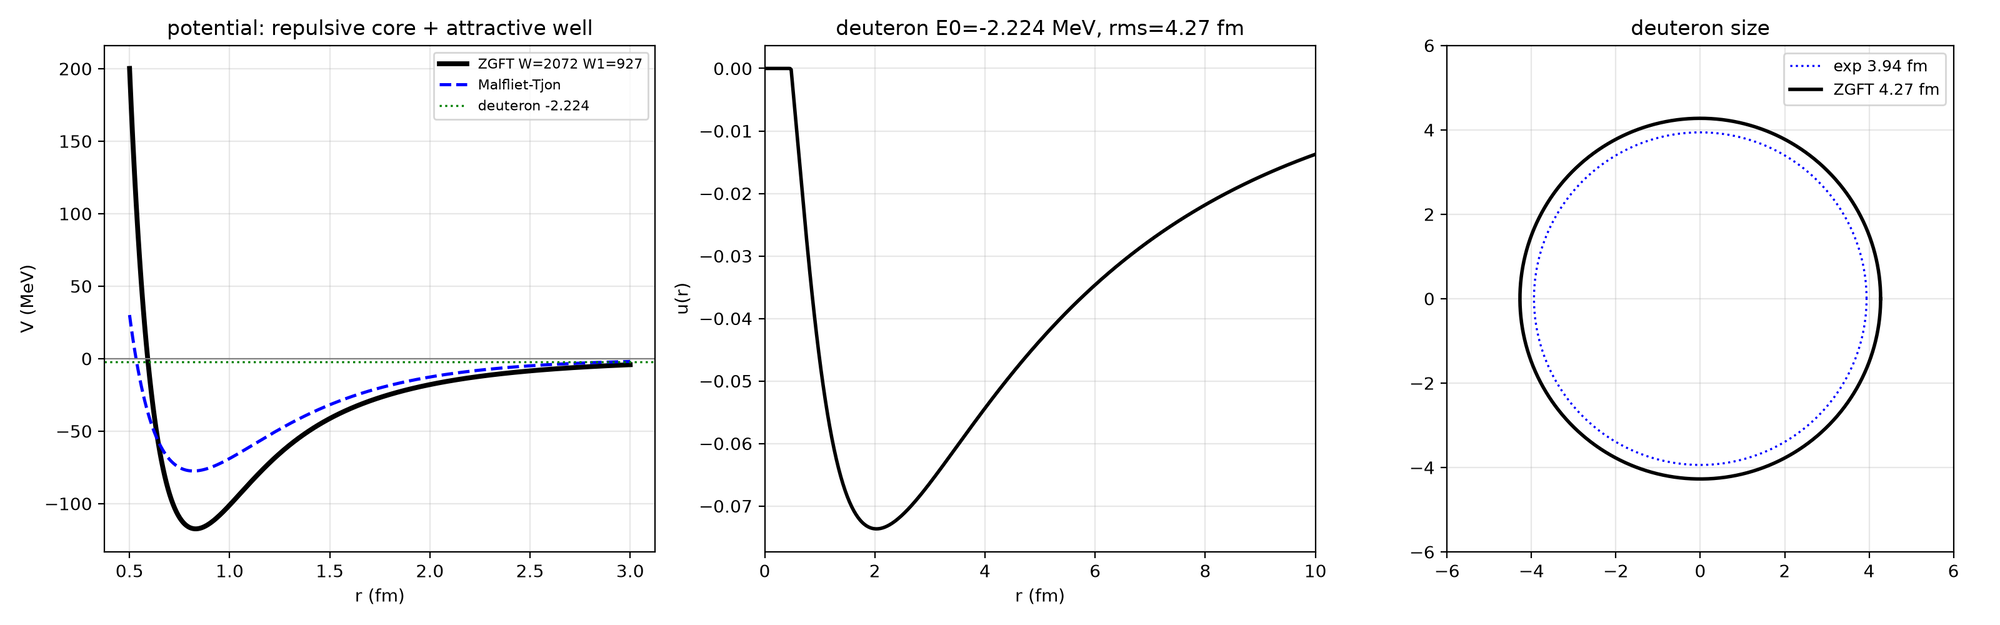 potential: repulsive core + attractive well
V (MeV)
200
150
100
50
0
−50
−100
ZGFT W=2072 W1=927
Malfliet-Tjon
deuteron -2.224
0.5 1.0 1.5 2.0 2.5 3.0
r (fm)
deuteron E0=-2.224 MeV, rms=4.27 fm
u(r)
0.00
−0.01
−0.02
−0.03
−0.04
−0.05
−0.06
−0.07
0 2 4 6 8 10
r (fm)
deuteron size
6
4
2
0
−2
−4
−6
exp 3.94 fm
ZGFT 4.27 fm
−6 −4 −2 0 2 4 6